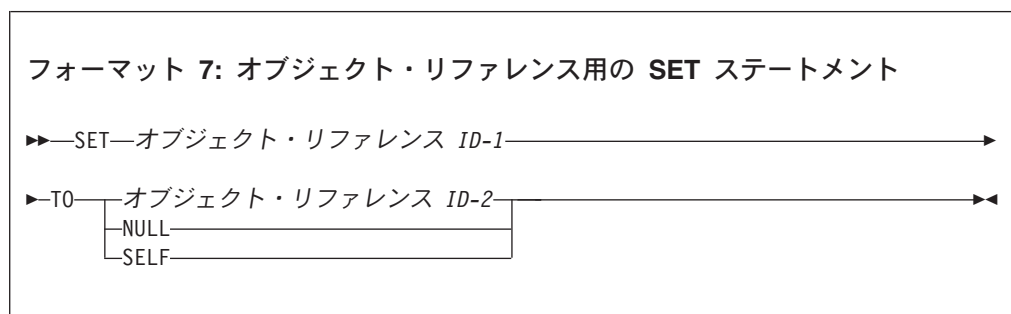 フォーマット 7: オブジェクト・リファレンス用の SET ステートメント
SET オブジェクト・リファレンス ID-1
TO オブジェクト・リファレンス ID-2
NULL
SELF